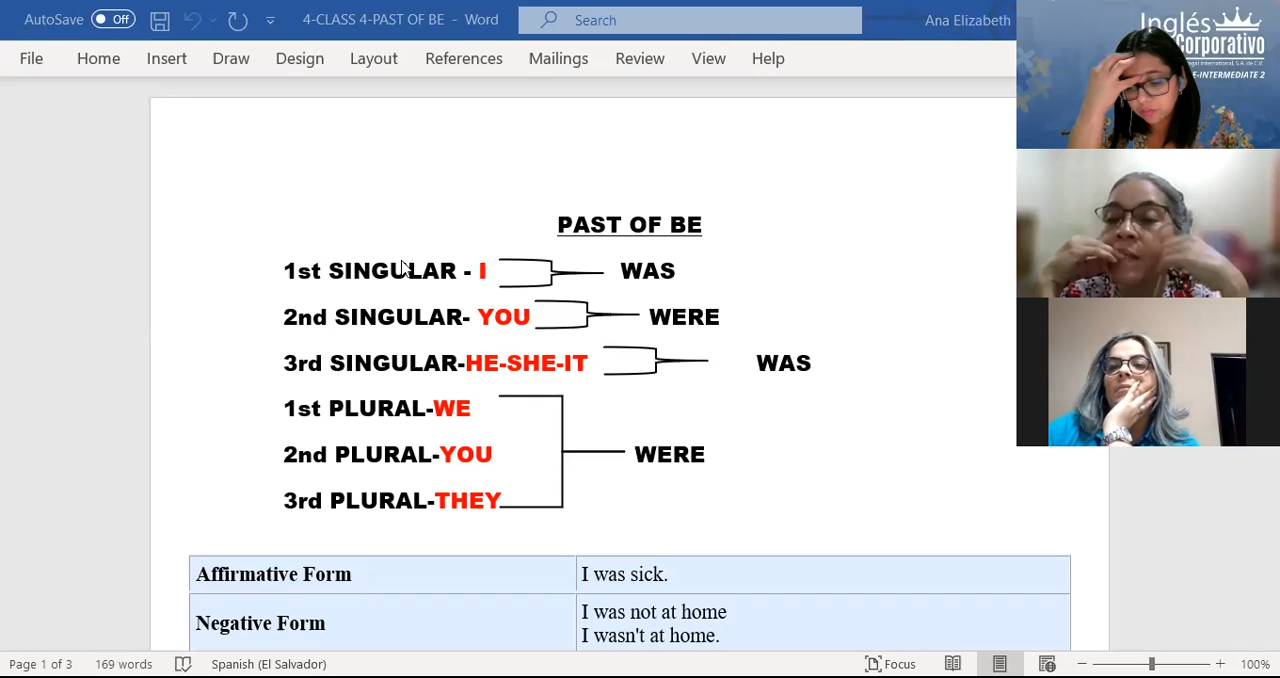 AutoSave Off 4-CLASS 4-PAST OF BE - Word Search Ana Elizabeth
File Home Insert Draw Design Layout References Mailings Review View Help
Inglés
Corporativo
E-INTERMEDIATE 2
PAST OF BE
1st SINGULAR - I WAS
2nd SINGULAR- YOU WERE
3rd SINGULAR-HE-SHE-IT WAS
1st PLURAL-WE
2nd PLURAL-YOU WERE
3rd PLURAL-THEY
Affirmative Form I was sick.
Negative Form I was not at home
I wasn't at home.
Page 1 of 3 169 words Spanish (El Salvador) Focus 100%